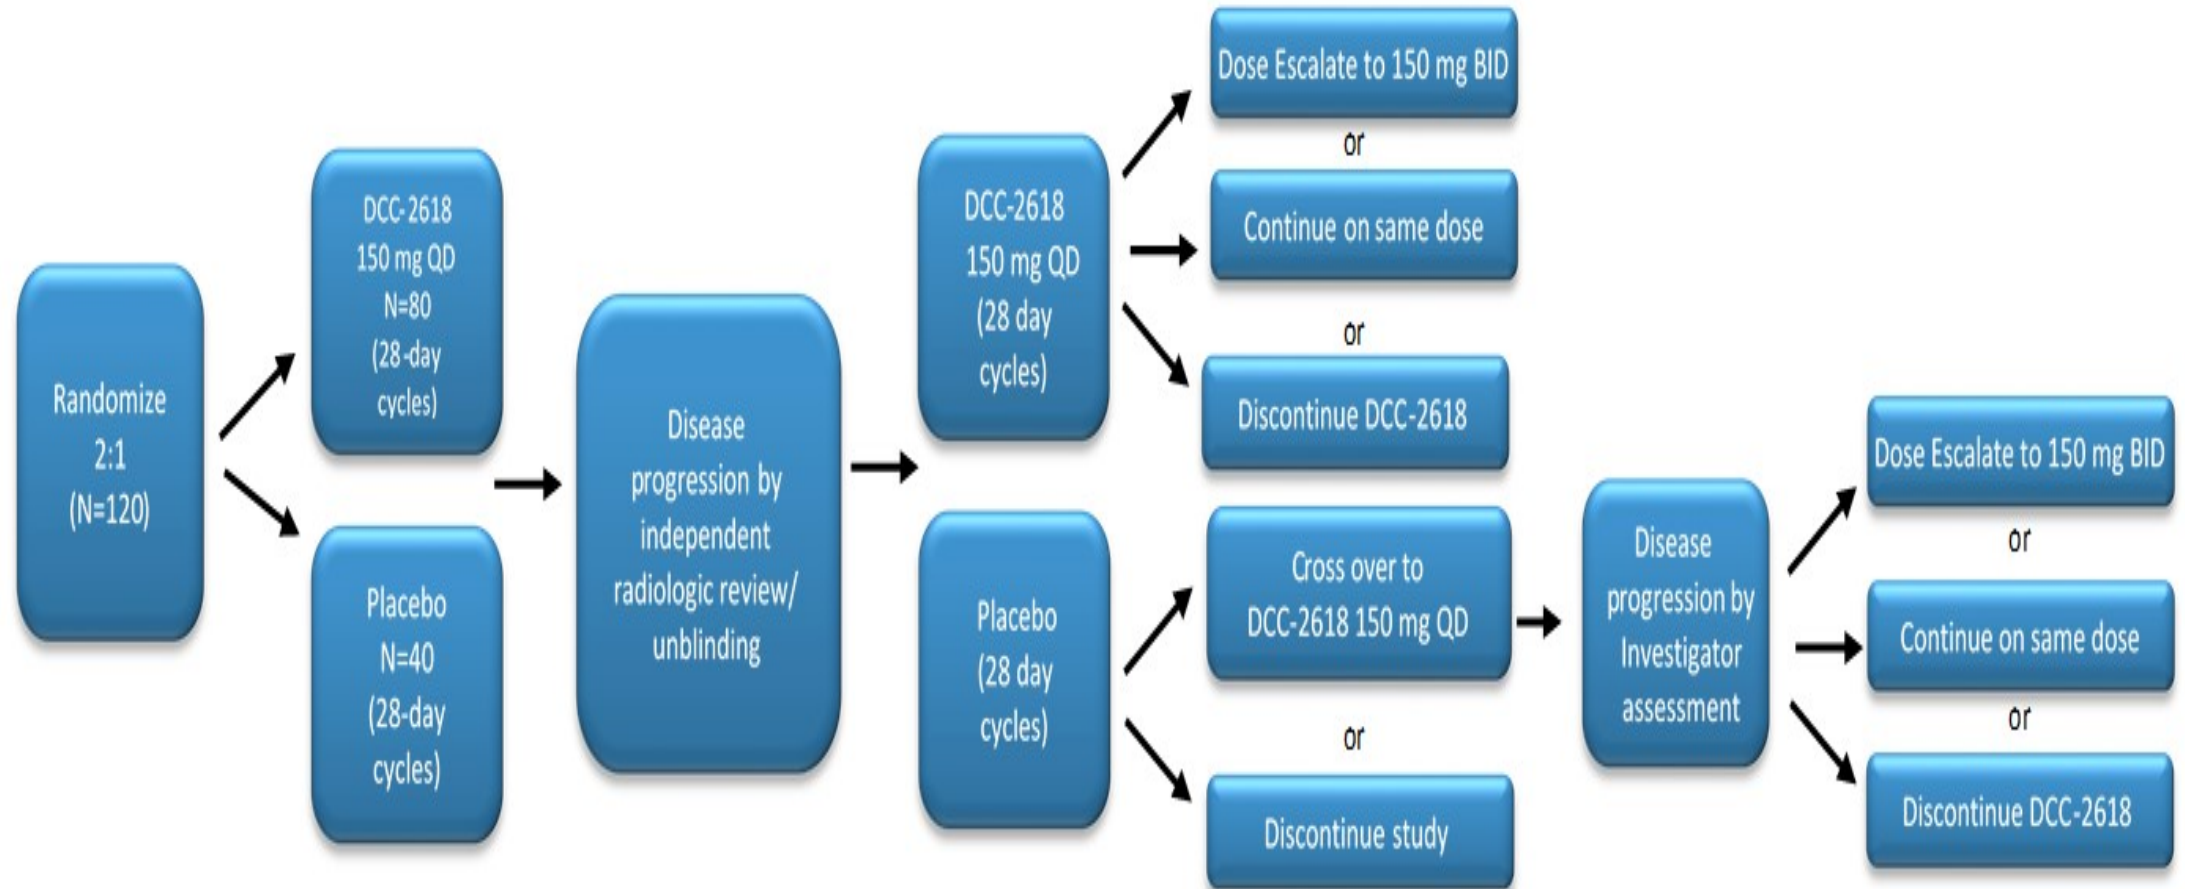 Randomize
2:1
(N=120)
DCC-2618
150 mg QD
N=80
(28-day
cycles)
Placebo
N=40
(28-day
cycles)
Disease
progression by
independent
radiologic review/
unblinding
DCC-2618
150 mg QD
(28 day
cycles)
Placebo
(28 day
cycles)
Dose Escalate to 150 mg BID
or
Continue on same dose
or
Discontinue DCC-2618
Cross over to
DCC-2618 150 mg QD
or
Discontinue study
Disease
progression by
Investigator
assessment
Dose Escalate to 150 mg BID
or
Continue on same dose
or
Discontinue DCC-2618